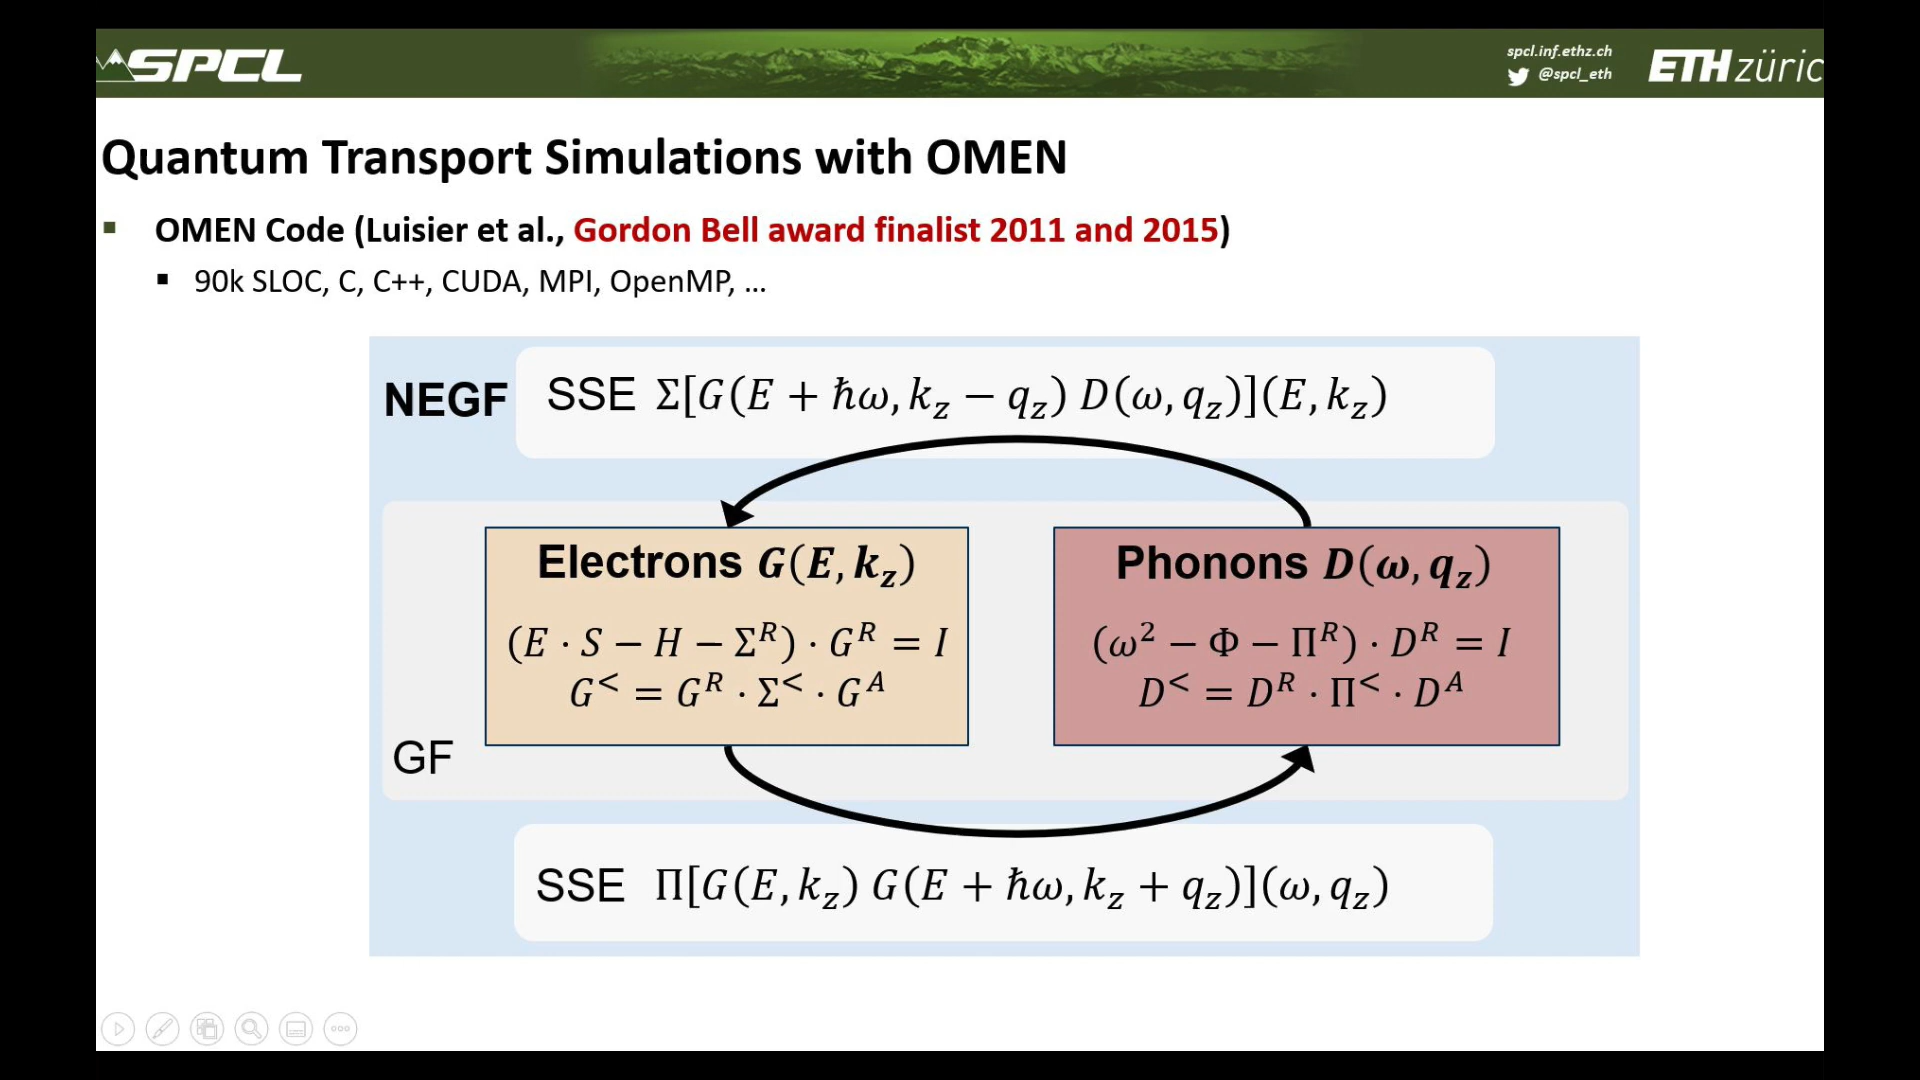 SPCL
spcl.inf.ethz.ch
@spcl_eth
ETH züric
Quantum Transport Simulations with OMEN
▪ OMEN Code (Luisier et al., Gordon Bell award finalist 2011 and 2015)
▪ 90k SLOC, C, C++, CUDA, MPI, OpenMP, …
NEGF
SSE Σ[G(E + ħω, k_z − q_z) D(ω, q_z)](E, k_z)
Electrons G(E, k_z)
(E · S − H − Σ^R) · G^R = I
G^< = G^R · Σ^< · G^A
Phonons D(ω, q_z)
(ω² − Φ − Π^R) · D^R = I
D^< = D^R · Π^< · D^A
GF
SSE Π[G(E, k_z) G(E + ħω, k_z + q_z)](ω, q_z)